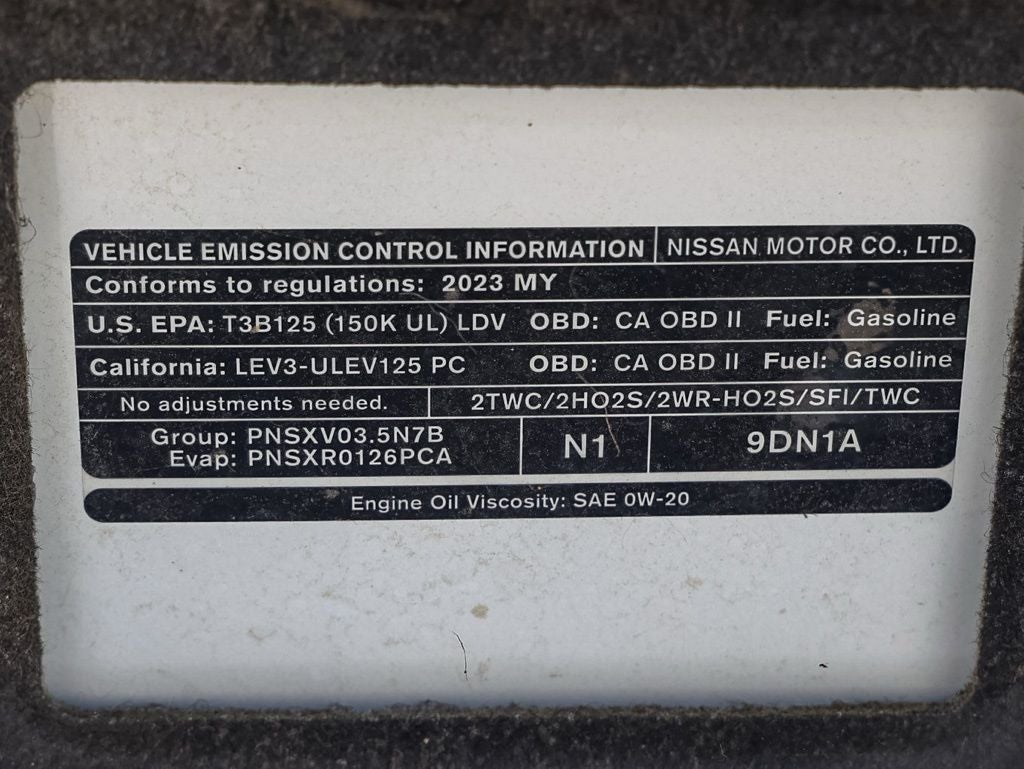 VEHICLE EMISSION CONTROL INFORMATION NISSAN MOTOR CO., LTD.
Conforms to regulations: 2023 MY
U.S. EPA: T3B125 (150K UL) LDV OBD: CA OBD II Fuel: Gasoline
California: LEV3-ULEV125 PC OBD: CA OBD II Fuel: Gasoline
No adjustments needed. 2TWC/2HO2S/2WR-HO2S/SFI/TWC
Group: PNSXV03.5N7B N1 9DN1A
Evap: PNSXR0126PCA
Engine Oil Viscosity: SAE 0W-20